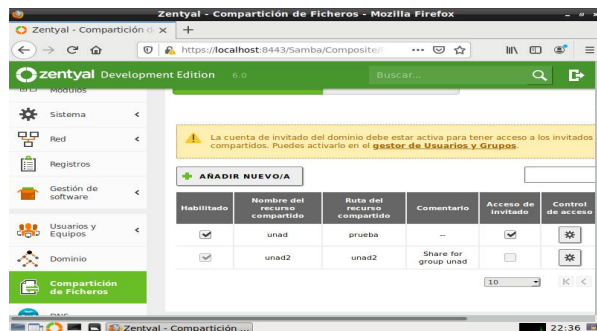 Zentyal - Compartición de Ficheros - Mozilla Firefox
Zentyal - Compartición d
https://localhost:8443/Samba/Composite/
zentyal Development Edition 6.0
Buscar...
Módulos
Sistema
Red
Registros
Gestión de
software
Usuarios y
Equipos
Dominio
Compartición
de Ficheros
DNS
La cuenta de invitado del dominio debe estar activa para tener acceso a los invitados
compartidos. Puedes activarlo en el gestor de Usuarios y Grupos.
AÑADIR NUEVO/A
Habilitado
Nombre del
recurso
compartido
Ruta del
recurso
compartido
Comentario
Acceso de
invitado
Control
de acceso
unad prueba --
unad2 unad2 Share for
group unad
10
Zentyal - Compartición ...
22:36